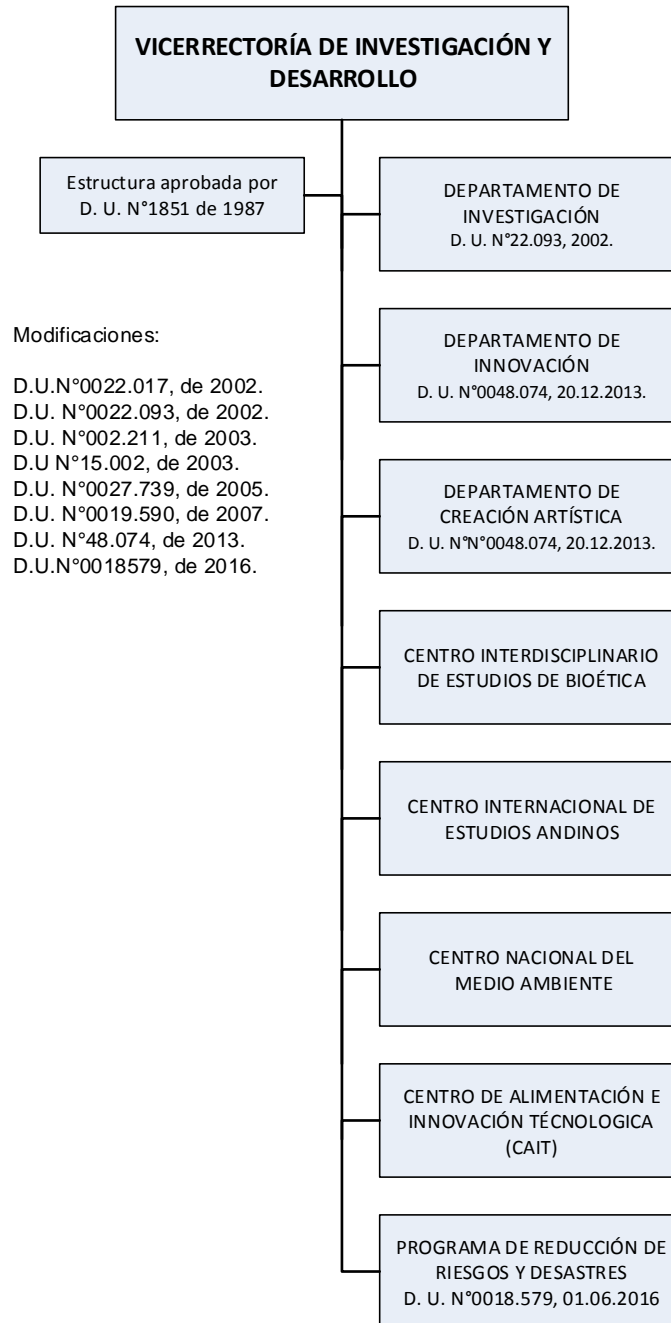 VICERRECTORÍA DE INVESTIGACIÓN Y
DESARROLLO
Estructura aprobada por
D. U. N°1851 de 1987
Modificaciones:
D.U.N°0022.017, de 2002.
D.U. N°0022.093, de 2002.
D.U. N°002.211, de 2003.
D.U N°15.002, de 2003.
D.U. N°0027.739, de 2005.
D.U. N°0019.590, de 2007.
D.U. N°48.074, de 2013.
D.U.N°0018579, de 2016.
DEPARTAMENTO DE
INVESTIGACIÓN
D. U. N°22.093, 2002.
DEPARTAMENTO DE
INNOVACIÓN
D. U. N°0048.074, 20.12.2013.
DEPARTAMENTO DE
CREACIÓN ARTÍSTICA
D. U. N°N°0048.074, 20.12.2013.
CENTRO INTERDISCIPLINARIO
DE ESTUDIOS DE BIOÉTICA
CENTRO INTERNACIONAL DE
ESTUDIOS ANDINOS
CENTRO NACIONAL DEL
MEDIO AMBIENTE
CENTRO DE ALIMENTACIÓN E
INNOVACIÓN TÉCNOLOGICA
(CAIT)
PROGRAMA DE REDUCCIÓN DE
RIESGOS Y DESASTRES
D. U. N°0018.579, 01.06.2016